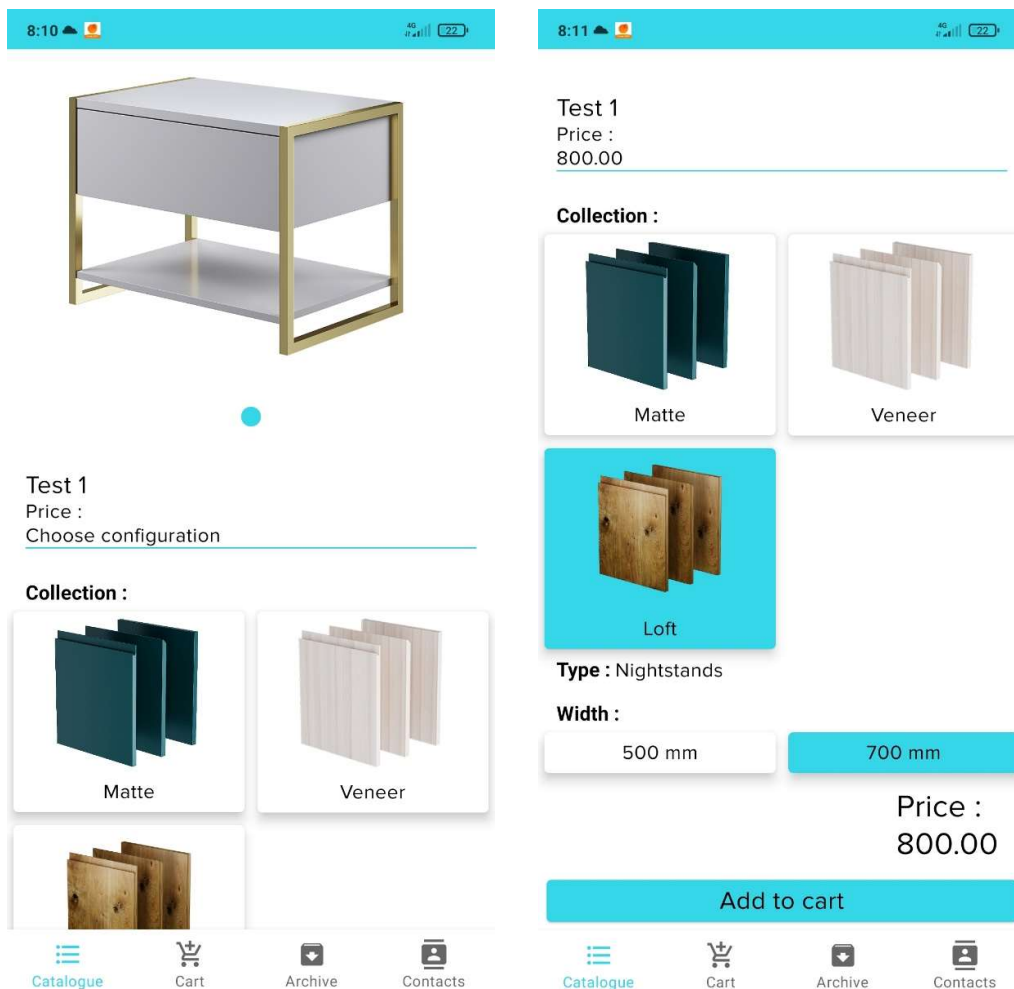 8:10
4G
22
Test 1
Price :
Choose configuration
Collection :
Matte
Veneer
Catalogue
Cart
Archive
Contacts
8:11
4G
22
Test 1
Price :
800.00
Collection :
Matte
Veneer
Loft
Type : Nightstands
Width :
500 mm
700 mm
Price :
800.00
Add to cart
Catalogue
Cart
Archive
Contacts